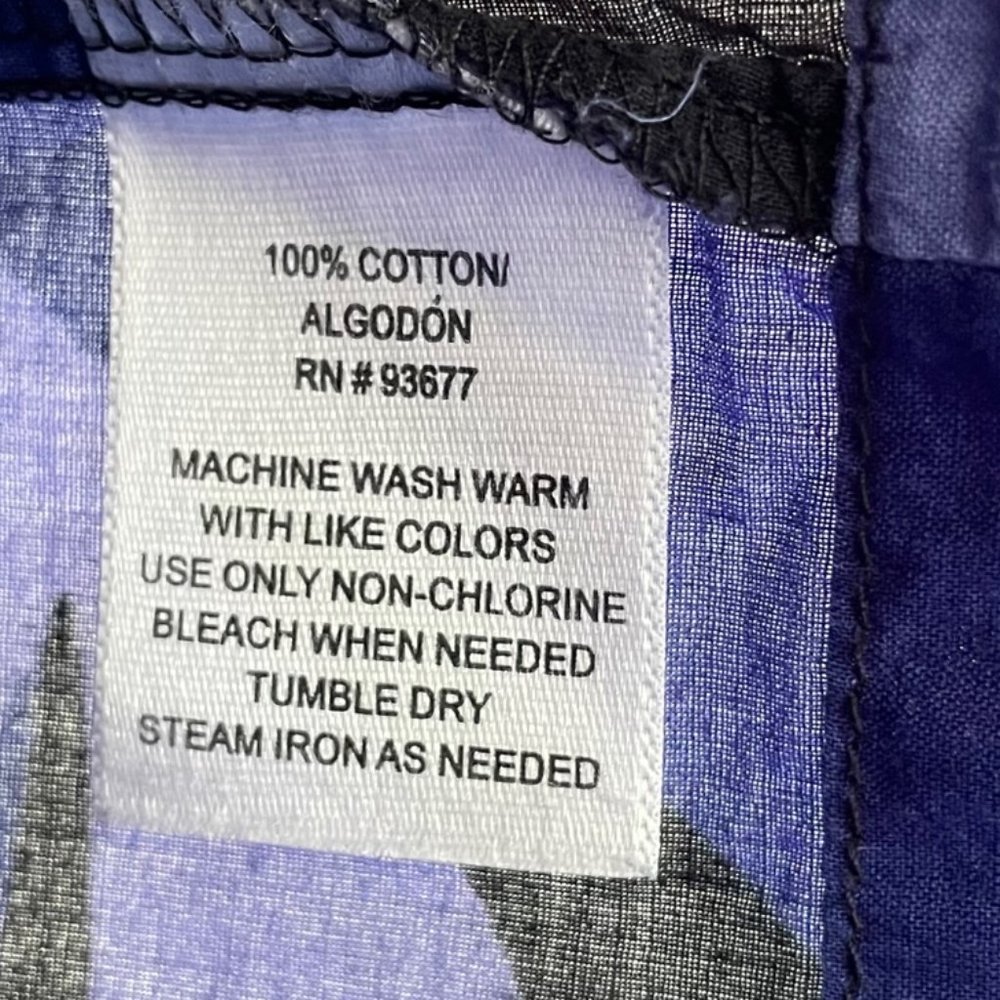 100% COTTON/
ALGODÓN
RN # 93677
MACHINE WASH WARM
WITH LIKE COLORS
USE ONLY NON-CHLORINE
BLEACH WHEN NEEDED
TUMBLE DRY
STEAM IRON AS NEEDED